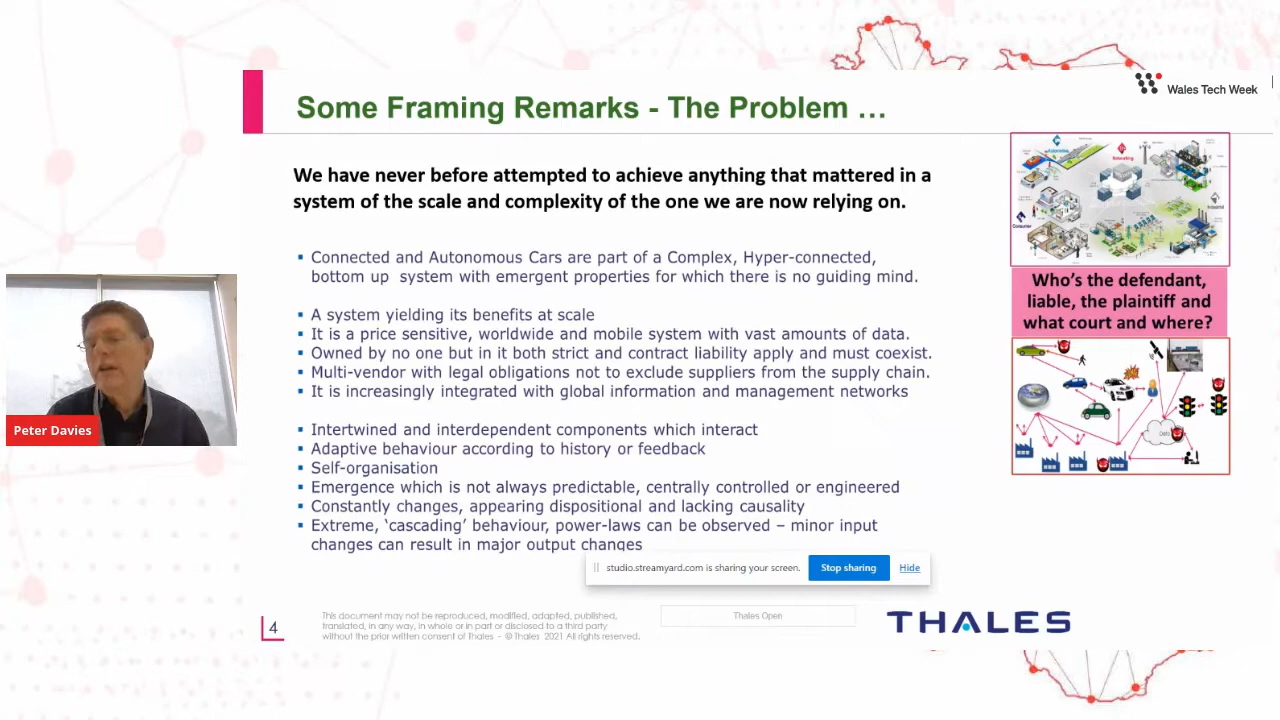 Some Framing Remarks - The Problem …
Wales Tech Week
We have never before attempted to achieve anything that mattered in a
system of the scale and complexity of the one we are now relying on.
▪ Connected and Autonomous Cars are part of a Complex, Hyper-connected,
bottom up system with emergent properties for which there is no guiding mind.
▪ A system yielding its benefits at scale
▪ It is a price sensitive, worldwide and mobile system with vast amounts of data.
▪ Owned by no one but in it both strict and contract liability apply and must coexist.
▪ Multi-vendor with legal obligations not to exclude suppliers from the supply chain.
▪ It is increasingly integrated with global information and management networks
▪ Intertwined and interdependent components which interact
▪ Adaptive behaviour according to history or feedback
▪ Self-organisation
▪ Emergence which is not always predictable, centrally controlled or engineered
▪ Constantly changes, appearing dispositional and lacking causality
▪ Extreme, ‘cascading’ behaviour, power-laws can be observed – minor input
changes can result in major output changes
Automotive
Networking
Industrial
Consumer
Who’s the defendant,
liable, the plaintiff and
what court and where?
Data
Peter Davies
studio.streamyard.com is sharing your screen.
Stop sharing
Hide
4
This document may not be reproduced, modified, adapted, published,
translated, in any way, in whole or in part or disclosed to a third party
without the prior written consent of Thales - © Thales 2021 All rights reserved.
Thales Open
THALES